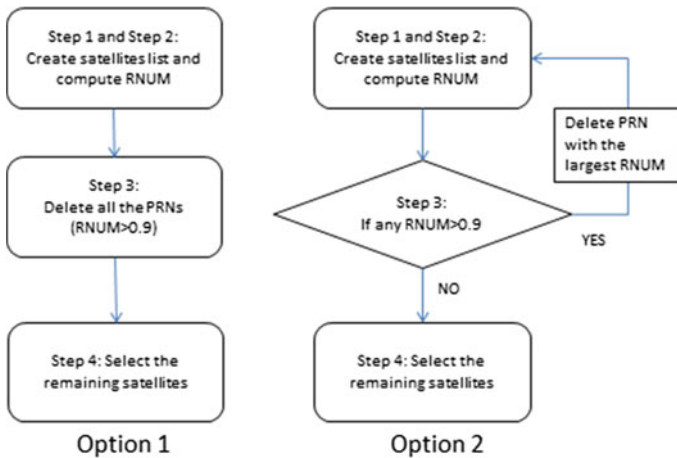 Step 1 and Step 2:
Create satellites list and
compute RNUM
Step 3:
Delete all the PRNs
(RNUM>0.9)
Step 4: Select the
remaining satellites
Option 1
Step 1 and Step 2:
Create satellites list and
compute RNUM
Delete PRN
with the
largest RNUM
Step 3:
If any RNUM>0.9
YES
NO
Step 4: Select the
remaining satellites
Option 2